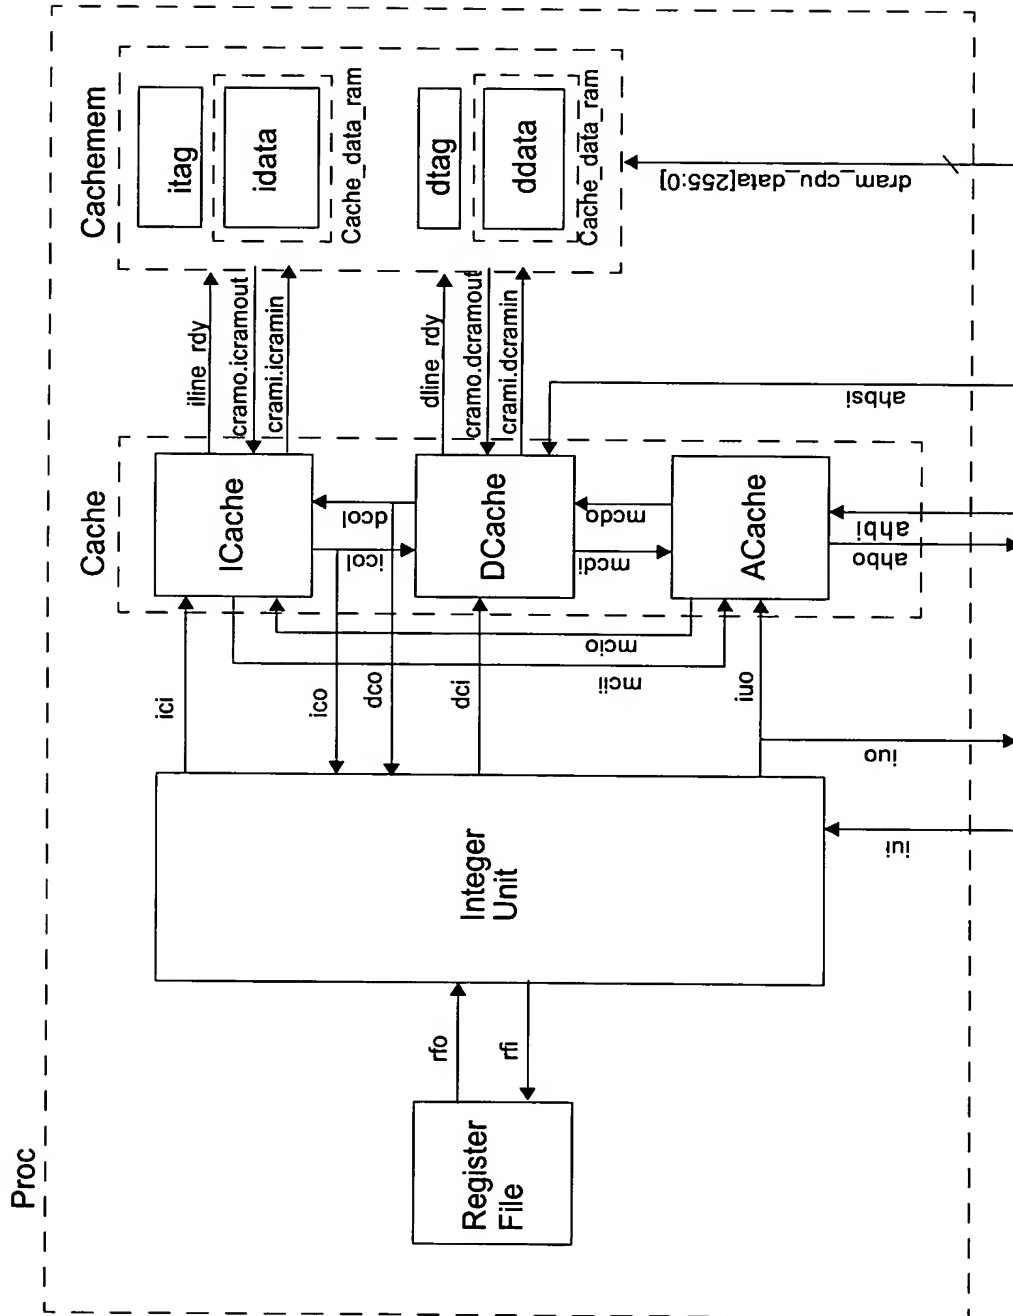 Proc
Register
File
rfo
rfi
Integer
Unit
iui
iuo
ici
ico
dco
dci
iuo
mcii
mcio
Cache
ICache
icol
dcol
DCache
mcdi
mcdo
ACache
ahbo
ahbi
ahbsi
iline_rdy
cramo.icramout
crami.icramin
dline_rdy
cramo.dcramout
crami.dcramin
Cachemem
itag
idata
Cache_data_ram
dtag
ddata
Cache_data_ram
dram_cpu_data[255:0]